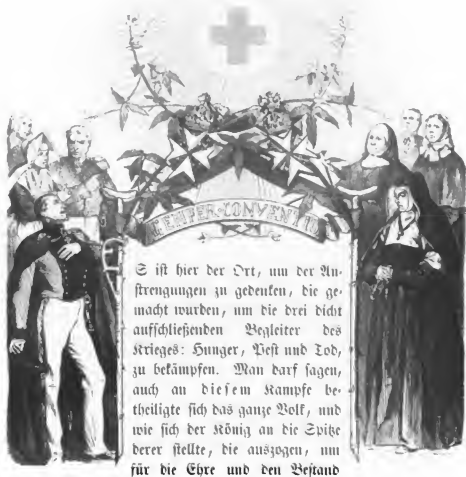 GENFER-CONVENTION
S ist hier der Ort, um der An-
strengungen zu gedenken, die ge-
macht wurden, um die drei dicht
aufschließenden Begleiter des
Krieges: Hunger, Pest und Tod,
zu bekämpfen. Man darf sagen,
auch an diesem Kampfe be-
theiligte sich das ganze Volk, und
wie sich der König an die Spitze
derer stellte, die auszogen, um
für die Ehre und den Bestand